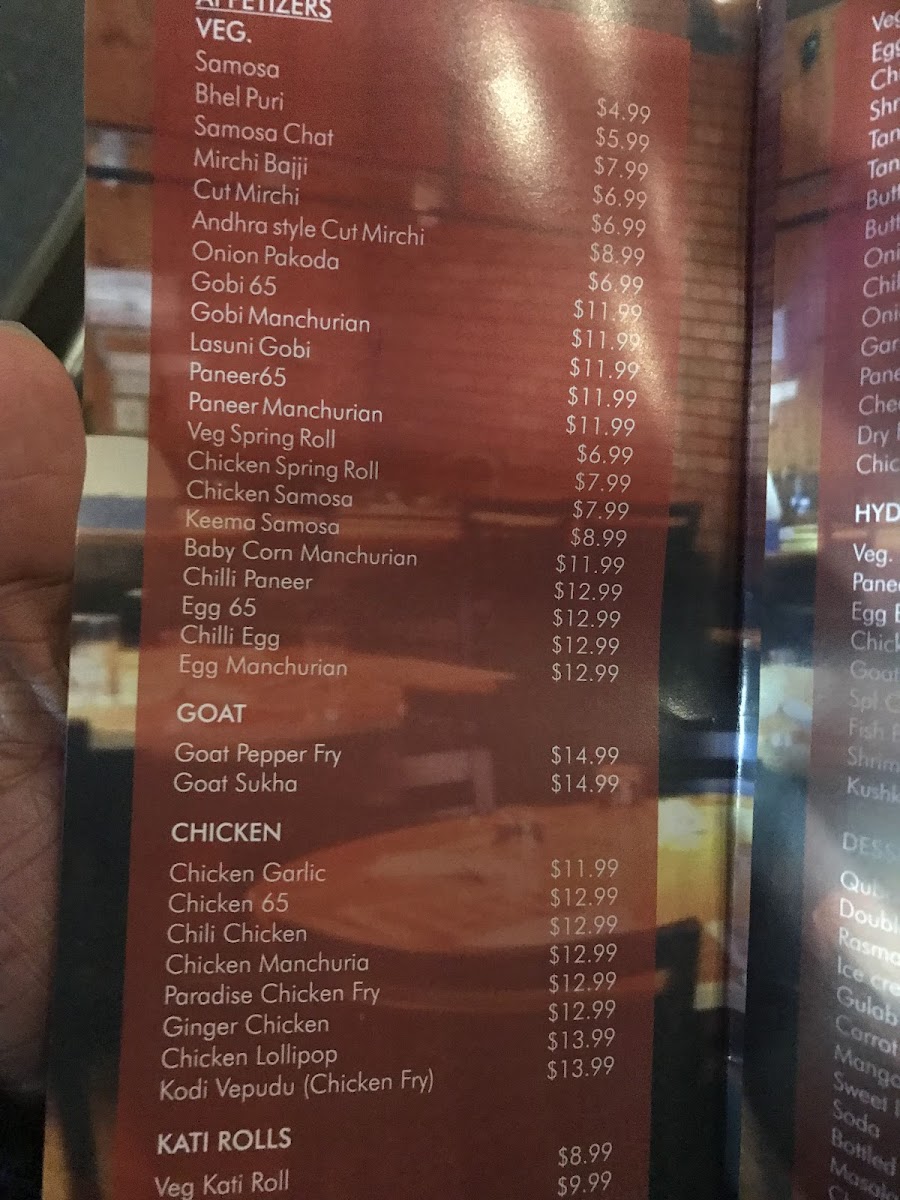 APPETIZERS
VEG.
Samosa $4.99
Bhel Puri $5.99
Samosa Chat $7.99
Mirchi Bajji $6.99
Cut Mirchi $6.99
Andhra style Cut Mirchi $8.99
Onion Pakoda $6.99
Gobi 65 $11.99
Gobi Manchurian $11.99
Lasuni Gobi $11.99
Paneer65 $11.99
Paneer Manchurian $11.99
Veg Spring Roll $6.99
Chicken Spring Roll $7.99
Chicken Samosa $7.99
Keema Samosa $8.99
Baby Corn Manchurian $11.99
Chilli Paneer $12.99
Egg 65 $12.99
Chilli Egg $12.99
Egg Manchurian $12.99
GOAT
Goat Pepper Fry $14.99
Goat Sukha $14.99
CHICKEN
Chicken Garlic $11.99
Chicken 65 $12.99
Chili Chicken $12.99
Chicken Manchuria $12.99
Paradise Chicken Fry $12.99
Ginger Chicken $12.99
Chicken Lollipop $13.99
Kodi Vepudu (Chicken Fry) $13.99
KATI ROLLS
Veg Kati Roll $8.99
$9.99
Veg.
Egg
Dry
Sweet
Soda
Bottled